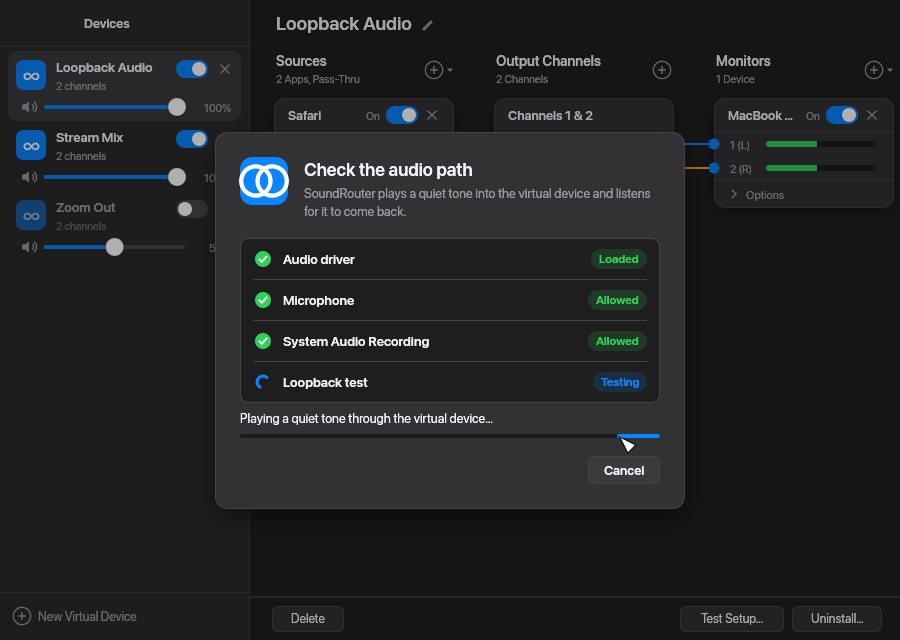 Devices
Loopback Audio
2 channels
100%
Stream Mix
2 channels
Zoom Out
2 channels
New Virtual Device
Loopback Audio
Sources
2 Apps, Pass-Thru
Output Channels
2 Channels
Monitors
1 Device
Safari
On
Channels 1 & 2
MacBook ...
On
1 (L)
2 (R)
Options
Check the audio path
SoundRouter plays a quiet tone into the virtual device and listens
for it to come back.
Audio driver
Loaded
Microphone
Allowed
System Audio Recording
Allowed
Loopback test
Testing
Playing a quiet tone through the virtual device...
Cancel
Delete
Test Setup...
Uninstall...